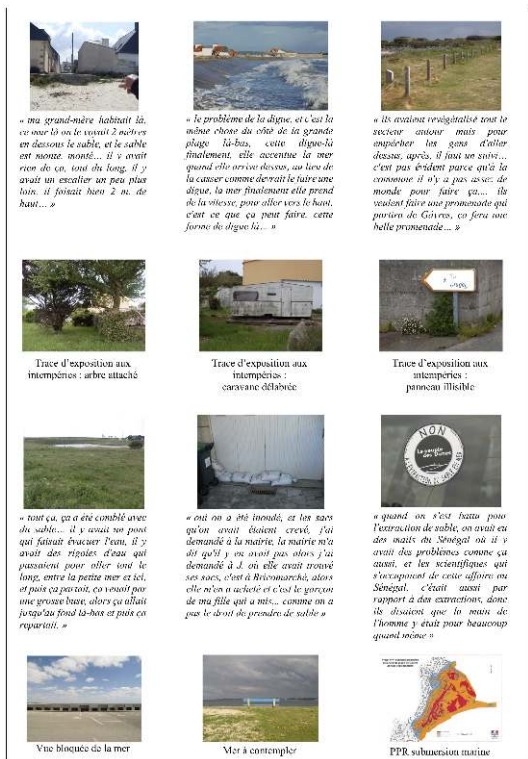 « ma grand-mère habitait là,
ce mur là on le voyait 2 mètres
en dessous le sable, et le sable
est monté, monté... il y avait
rien de ça, tout du long, il y
avait un escalier un peu plus
loin, il faisait bien 2 m. de
haut... »
« le problème de la digue, et c'est la
même chose du côté de la grande
plage là-bas, cette digue-là
finalement, elle accentue la mer
quand elle arrive dessus, au lieu de
la casser comme devrait le faire une
digue, la mer finalement elle prend
de la vitesse, pour aller vers le haut,
c'est ce que ça peut faire, cette
forme de digue là... »
« ils avaient revégétalisé tout le
secteur autour mais pour
empêcher les gens d'aller
dessus, après, il faut un suivi...
c'est pas évident parce qu'à la
commune il n'y a pas assez de
monde pour faire ça.... ils
veulent faire une promenade qui
partira de Gâvres, ça fera une
belle promenade... »
Trace d'exposition aux
intempéries : arbre attaché
Trace d'exposition aux
intempéries :
caravane délabrée
Trace d'exposition aux
intempéries :
panneau illisible
NON
Le peuple
des Dunes
« tout ça, ça a été comblé avec
du sable... il y avait un pont
qui faisait évacuer l'eau, il y
avait des rigoles d'eau qui
passaient pour aller tout le
long, entre la petite mer et ici,
et puis ça partait, ça venait par
une grosse buse, alors ça allait
jusqu'au fond là-bas et puis ça
repartait. »
« oui on a été inondé, et les sacs
qu'on avait étaient crevé, j'ai
demandé à la mairie, la mairie m'a
dit qu'il y en avait pas alors j'ai
demandé à J. où elle avait trouvé
ses sacs, c'est à Bricomarché, alors
elle m'en a acheté et c'est le garçon
de ma fille qui a mis... comme on a
pas le droit de prendre de sable »
« quand on s'est battu pour
l'extraction de sable, on avait eu
des mails du Sénégal où il y
avait des problèmes comme ça
aussi, et les scientifiques qui
s'occupaient de cette affaire au
Sénégal, c'était aussi par
rapport à des extractions, donc
ils disaient que la main de
l'homme y était pour beaucoup
quand même »
Vue bloquée de la mer
Mer à contempler
PPR submersion marine